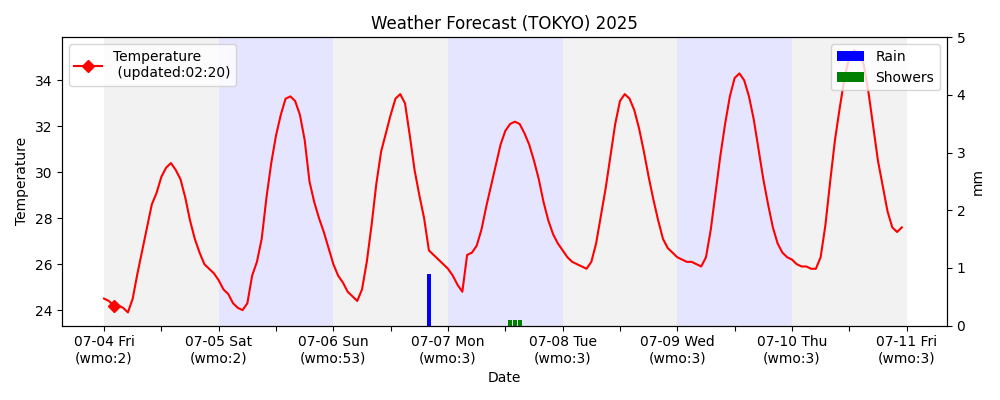 Weather Forecast (TOKYO) 2025
Temperature
(updated:02:20)
Rain
Showers
34
32
30
28
26
24
Temperature
5
4
3
2
1
0
mm
07-04 Fri
(wmo:2)
07-05 Sat
(wmo:2)
07-06 Sun
(wmo:53)
07-07 Mon
(wmo:3)
07-08 Tue
(wmo:3)
07-09 Wed
(wmo:3)
07-10 Thu
(wmo:3)
07-11 Fri
(wmo:3)
Date